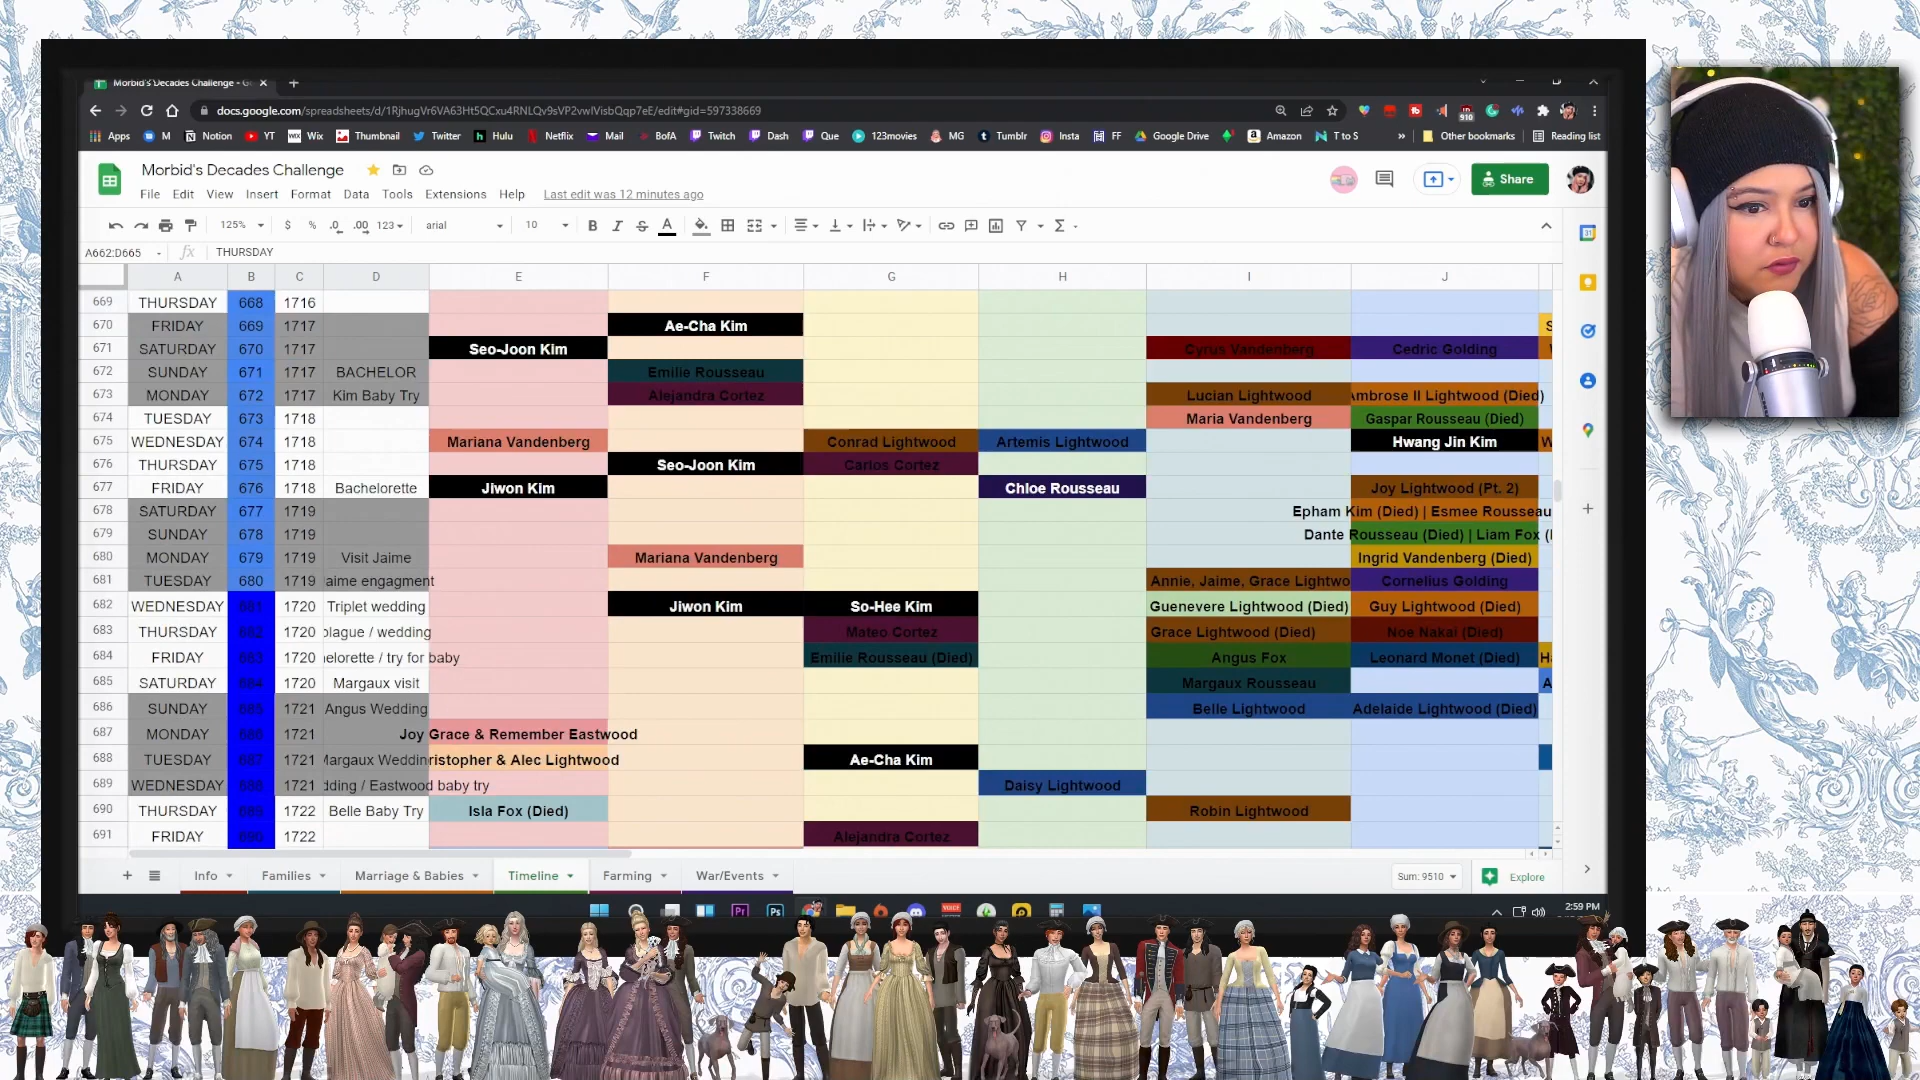 Morbid's Decades Challenge - G
docs.google.com/spreadsheets/d/1RjhugVr6VA63Ht5QCxu4RNLQv9sVP2vwIVisbQqp7eE/edit#gid=597338669
Apps M Notion YT Wix Thumbnail Twitter Hulu Netflix Mail BofA Twitch Dash Que 123movies MG Tumblr Insta FF Google Drive Amazon T to S » Other bookmarks Reading list
Morbid's Decades Challenge
File Edit View Insert Format Data Tools Extensions Help Last edit was 12 minutes ago
Share
125% $ % .0 .00 123 arial 10 B I S A
A662:D665 fx THURSDAY
A B C D E F G H I J
669 THURSDAY 668 1716
670 FRIDAY 669 1717 Ae-Cha Kim S
671 SATURDAY 670 1717 Seo-Joon Kim Cyrus Vandenberg Cedric Golding
672 SUNDAY 671 1717 BACHELOR Emilie Rousseau
673 MONDAY 672 1717 Kim Baby Try Alejandra Cortez Lucian Lightwood Ambrose II Lightwood (Died)
674 TUESDAY 673 1718 Maria Vandenberg Gaspar Rousseau (Died)
675 WEDNESDAY 674 1718 Mariana Vandenberg Conrad Lightwood Artemis Lightwood Hwang Jin Kim W
676 THURSDAY 675 1718 Seo-Joon Kim Carlos Cortez
677 FRIDAY 676 1718 Bachelorette Jiwon Kim Chloe Rousseau Joy Lightwood (Pt. 2)
678 SATURDAY 677 1719 Epham Kim (Died) | Esmee Rousseau
679 SUNDAY 678 1719 Dante Rousseau (Died) | Liam Fox (
680 MONDAY 679 1719 Visit Jaime Mariana Vandenberg Ingrid Vandenberg (Died)
681 TUESDAY 680 1719 aime engagment Annie, Jaime, Grace Lightwo Cornelius Golding
682 WEDNESDAY 681 1720 Triplet wedding Jiwon Kim So-Hee Kim Guenevere Lightwood (Died) Guy Lightwood (Died)
683 THURSDAY 682 1720 plague / wedding Mateo Cortez Grace Lightwood (Died) Noe Nakai (Died)
684 FRIDAY 683 1720 elorette / try for baby Emilie Rousseau (Died) Angus Fox Leonard Monet (Died) Ha
685 SATURDAY 684 1720 Margaux visit Margaux Rousseau A
686 SUNDAY 685 1721 Angus Wedding Belle Lightwood Adelaide Lightwood (Died)
687 MONDAY 686 1721 Joy Grace & Remember Eastwood
688 TUESDAY 687 1721 Margaux Weddin ristopher & Alec Lightwood Ae-Cha Kim
689 WEDNESDAY 688 1721 dding / Eastwood baby try Daisy Lightwood
690 THURSDAY 689 1722 Belle Baby Try Isla Fox (Died) Robin Lightwood
691 FRIDAY 690 1722 Alejandra Cortez
Info Families Marriage & Babies Timeline Farming War/Events Sum: 9510 Explore
2:59 PM